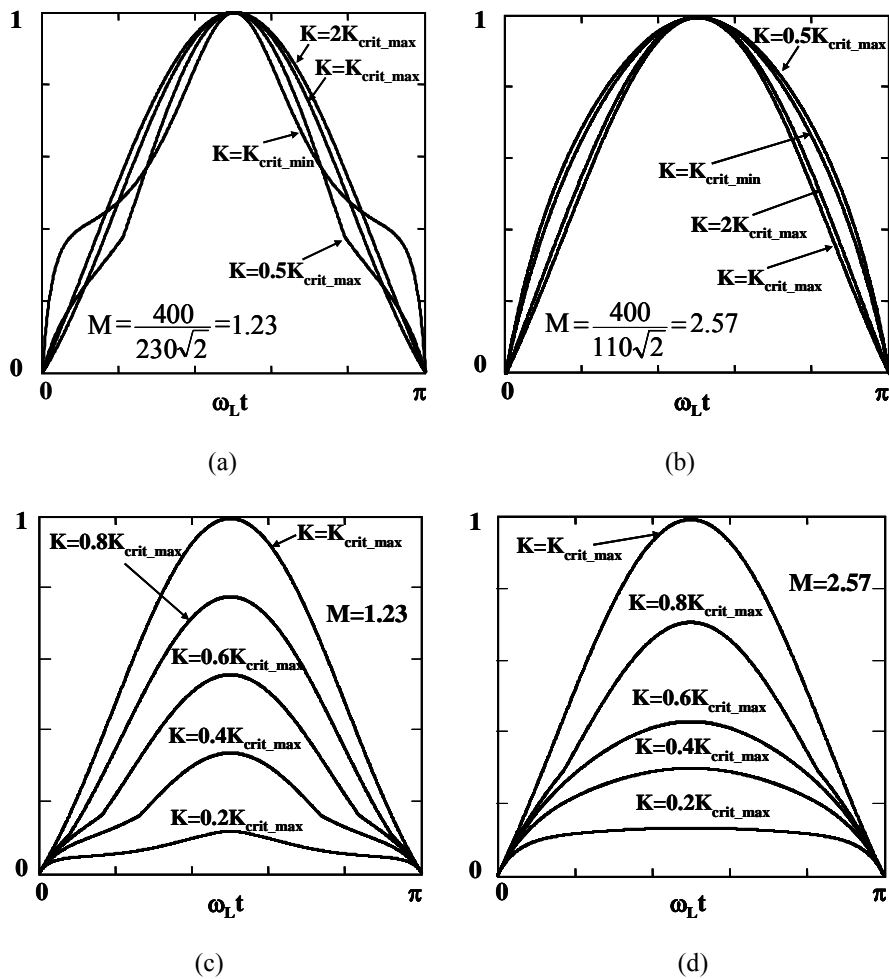 1
K=2K_crit_max
K=K_crit_max
K=K_crit_min
K=0.5K_crit_max
M=400/(230√2)=1.23
0
0
π
ω_L t
(a)
1
K=0.5K_crit_max
K=K_crit_min
K=2K_crit_max
K=K_crit_max
M=400/(110√2)=2.57
0
0
π
ω_L t
(b)
1
K=0.8K_crit_max
K=K_crit_max
M=1.23
K=0.6K_crit_max
K=0.4K_crit_max
K=0.2K_crit_max
0
0
π
ω_L t
(c)
1
K=K_crit_max
M=2.57
K=0.8K_crit_max
K=0.6K_crit_max
K=0.4K_crit_max
K=0.2K_crit_max
0
0
π
ω_L t
(d)